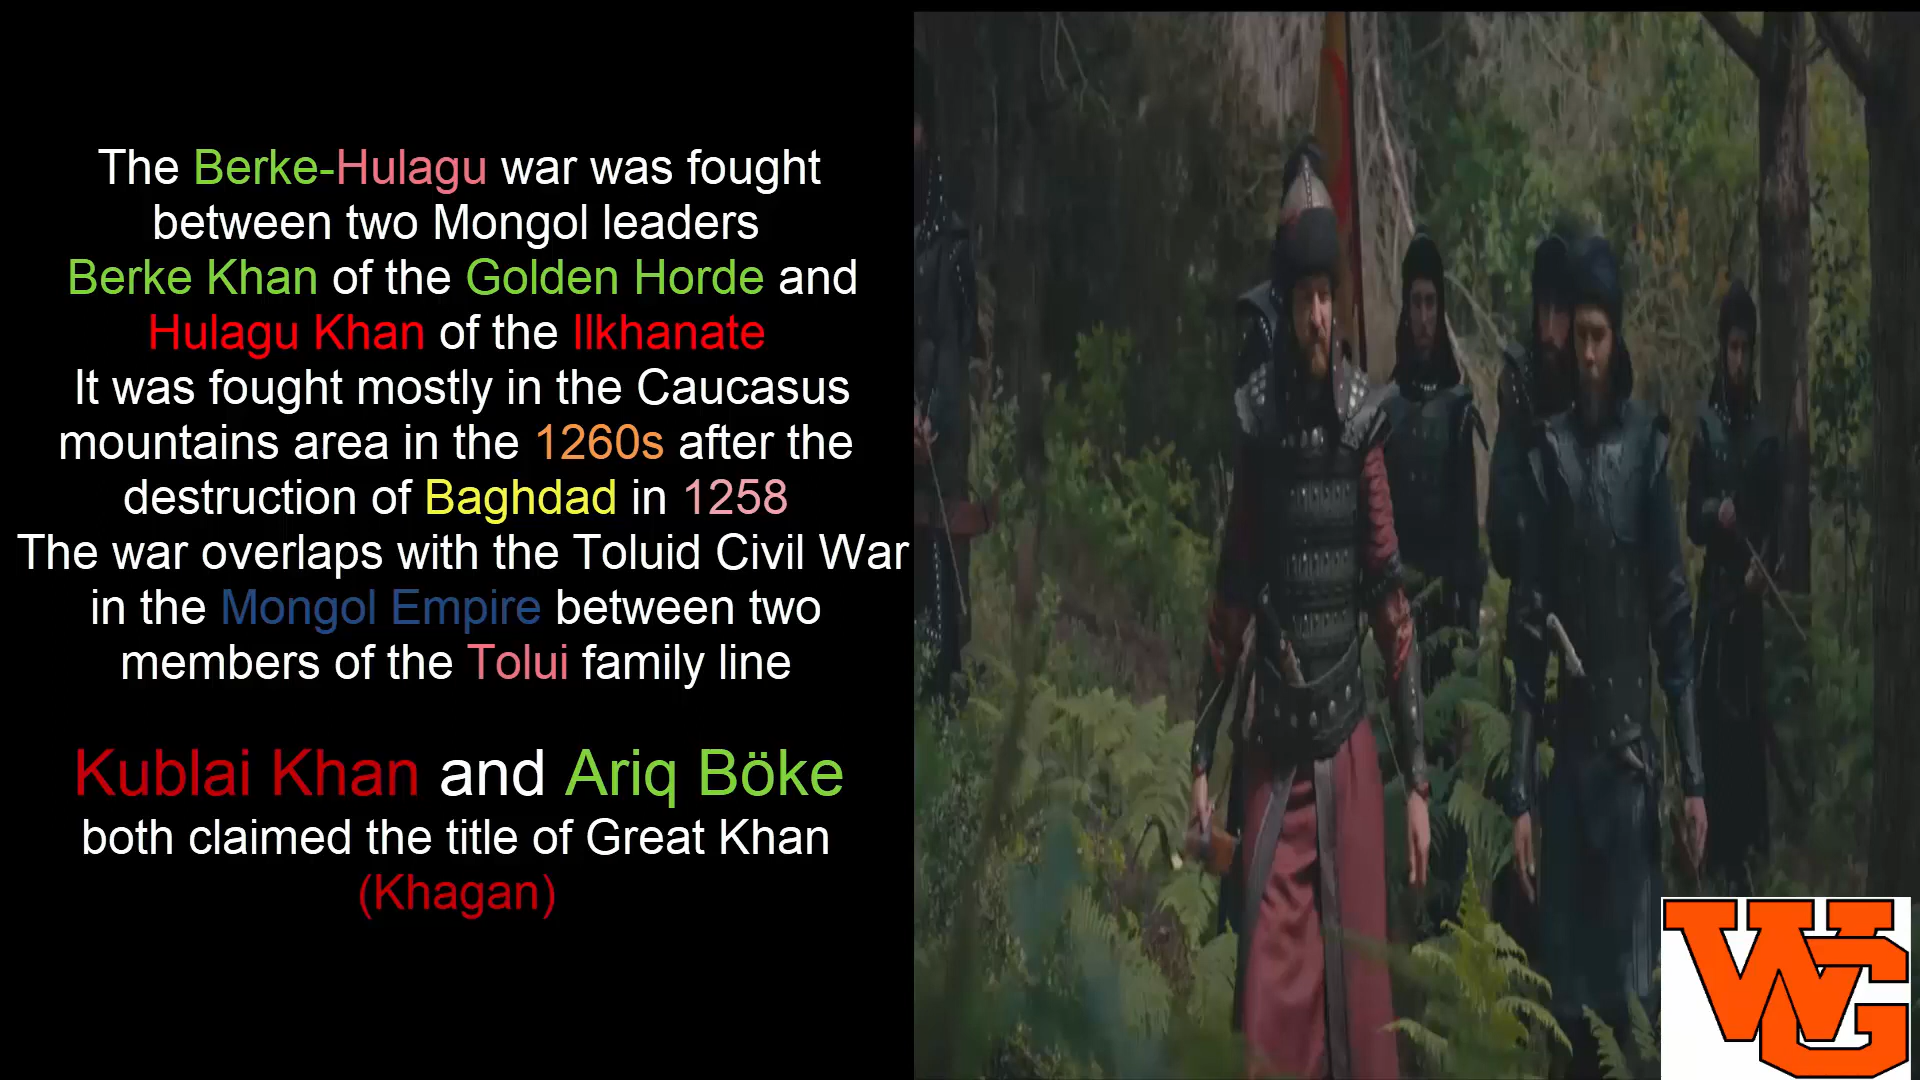 The Berke-Hulagu war was fought
between two Mongol leaders
Berke Khan of the Golden Horde and
Hulagu Khan of the Ilkhanate
It was fought mostly in the Caucasus
mountains area in the 1260s after the
destruction of Baghdad in 1258
The war overlaps with the Toluid Civil War
in the Mongol Empire between two
members of the Tolui family line
Kublai Khan and Ariq Böke
both claimed the title of Great Khan
(Khagan)
WG